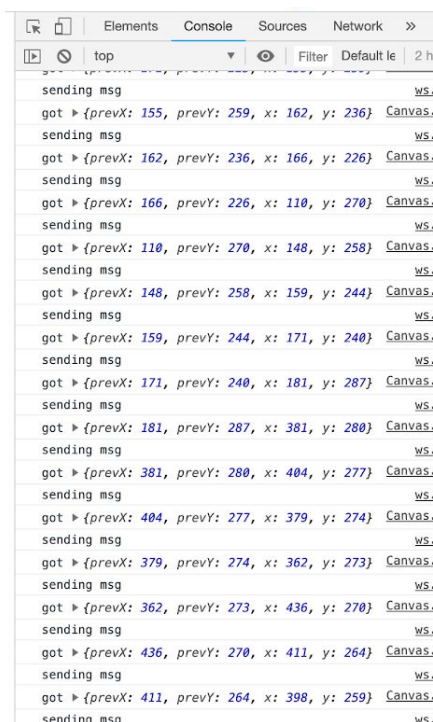 Elements Console Sources Network »
top Filter Default le 2 h
sending msg ws.
got ▶ {prevX: 155, prevY: 259, x: 162, y: 236} Canvas.
sending msg ws.
got ▶ {prevX: 162, prevY: 236, x: 166, y: 226} Canvas.
sending msg ws.
got ▶ {prevX: 166, prevY: 226, x: 110, y: 270} Canvas.
sending msg ws.
got ▶ {prevX: 110, prevY: 270, x: 148, y: 258} Canvas.
sending msg ws.
got ▶ {prevX: 148, prevY: 258, x: 159, y: 244} Canvas.
sending msg ws.
got ▶ {prevX: 159, prevY: 244, x: 171, y: 240} Canvas.
sending msg ws.
got ▶ {prevX: 171, prevY: 240, x: 181, y: 287} Canvas.
sending msg ws.
got ▶ {prevX: 181, prevY: 287, x: 381, y: 280} Canvas.
sending msg ws.
got ▶ {prevX: 381, prevY: 280, x: 404, y: 277} Canvas.
sending msg ws.
got ▶ {prevX: 404, prevY: 277, x: 379, y: 274} Canvas.
sending msg ws.
got ▶ {prevX: 379, prevY: 274, x: 362, y: 273} Canvas.
sending msg ws.
got ▶ {prevX: 362, prevY: 273, x: 436, y: 270} Canvas.
sending msg ws.
got ▶ {prevX: 436, prevY: 270, x: 411, y: 264} Canvas.
sending msg ws.
got ▶ {prevX: 411, prevY: 264, x: 398, y: 259} Canvas.
sending msg ws.